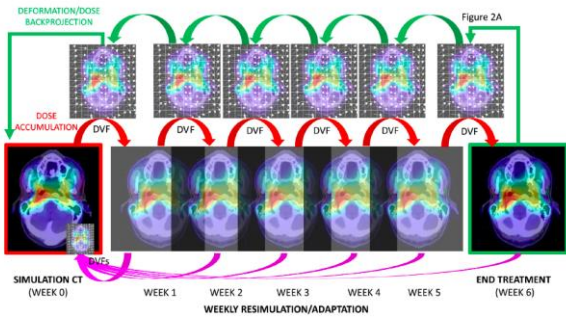 DEFORMATION/DOSE
BACKPROJECTION
Figure 2A
DOSE
ACCUMULATION
DVF
DVF
DVF
DVF
DVF
DVF
DVFs
SIMULATION CT
(WEEK 0)
WEEK 1
WEEK 2
WEEK 3
WEEK 4
WEEK 5
END TREATMENT
(WEEK 6)
WEEKLY RESIMULATION/ADAPTATION